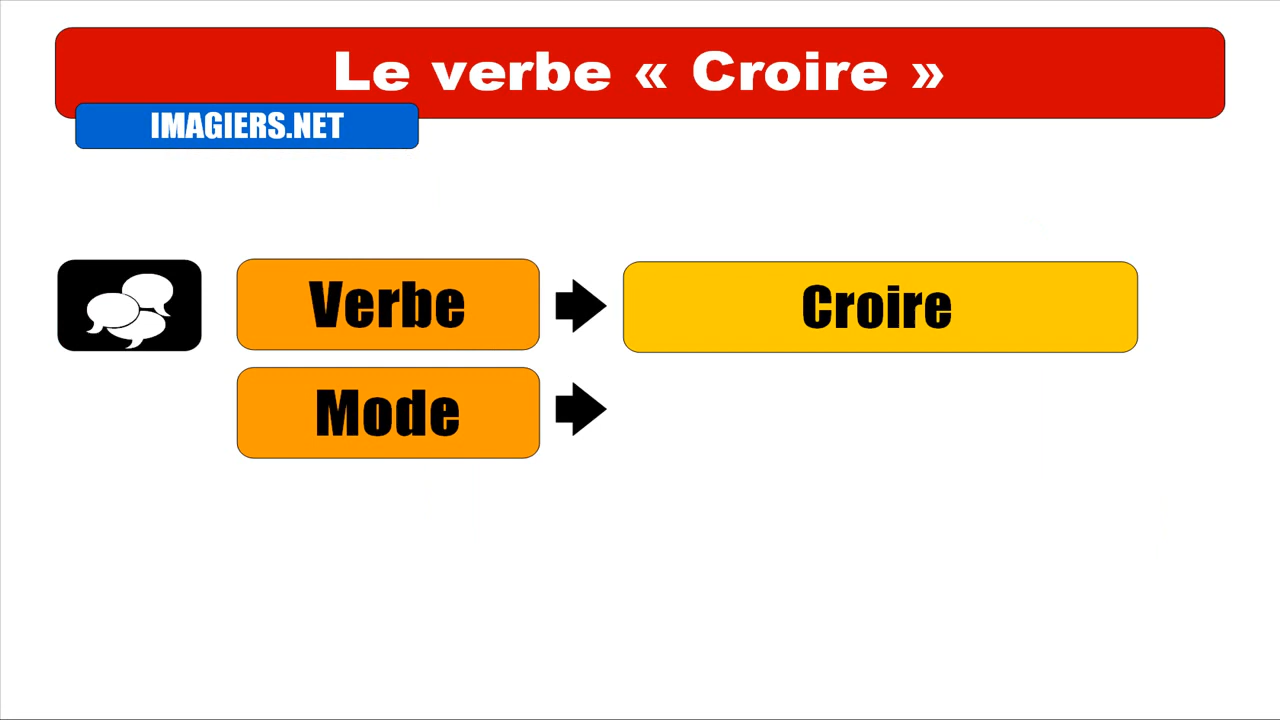 Le verbe « Croire »
IMAGIERS.NET
Verbe
Croire
Mode